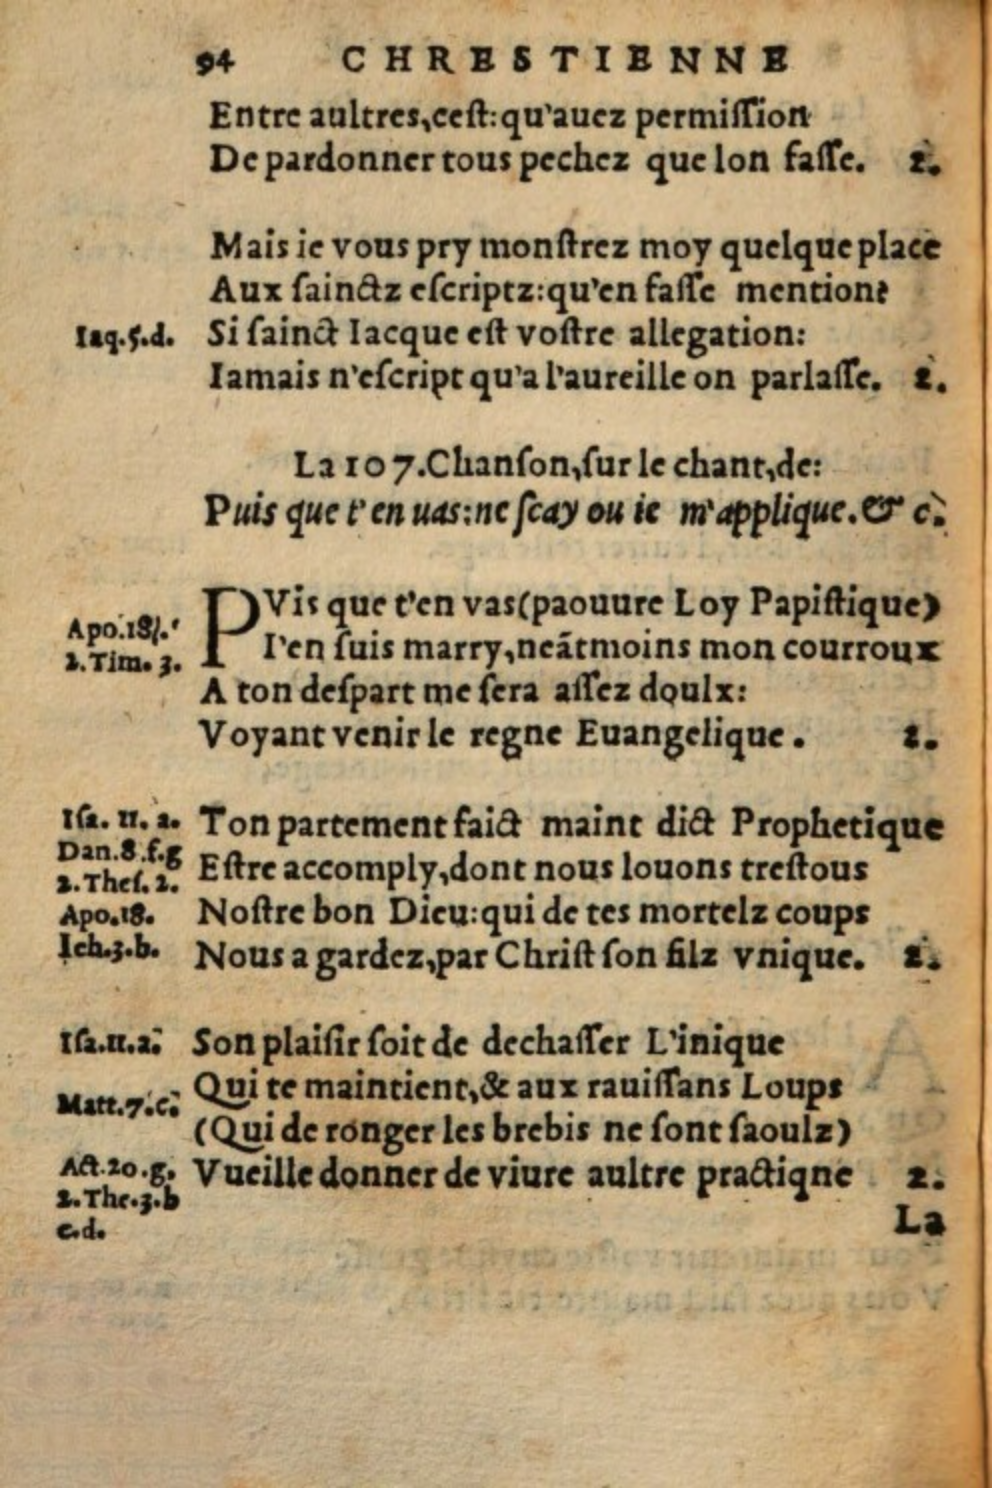 94 CHRESTIENNE
Entre aultres,ceſt:qu'auez permiſſion
De pardonner tous pechez que lon faſſe. 2.
Mais ie vous pry monſtrez moy quelque place
Aux ſainctz eſcriptz:qu'en faſſe mention?
Iaq.5.d. Si ſainct Iacque eſt voſtre allegation:
Iamais n'eſcript qu'a l'aureille on parlaſſe. 2.
La 107.Chanſon,ſur le chant,de:
Puis que t'en uas:ne ſcay ou ie m'applique.& c.
PVis que t'en vas(paouure Loy Papiſtique)
Apo.18.
I'en ſuis marry,neãtmoins mon courroux
2.Tim.3.
A ton deſpart me ſera aſſez doulx:
Voyant venir le regne Euangelique. 2.
Iſa. 11. a. Ton partement faict maint dict Prophetique
Dan.8.f.g Eſtre accomply,dont nous louons treſtous
2.Theſ.2.
Apo.18. Noſtre bon Dieu:qui de tes mortelz coups
Ieh.3.b. Nous a gardez,par Chriſt ſon filz vnique. 2.
Iſa.11.a. Son plaiſir ſoit de dechaſſer L'inique
Matt.7.c. Qui te maintient,& aux rauiſſans Loups
(Qui de ronger les brebis ne ſont ſaoulz)
Act.20.g. Vueille donner de viure aultre practiqne 2.
2.The.3.b
c.d.
La